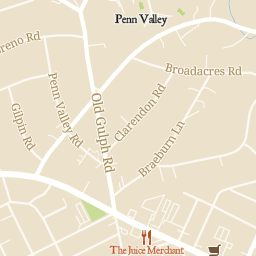 Penn Valley
oreno Rd
Broadacres Rd
Penn Valley Rd
Old Gulph Rd
Clarendon Rd
Gilpin Rd
Braeburn Ln
The Juice Merchant